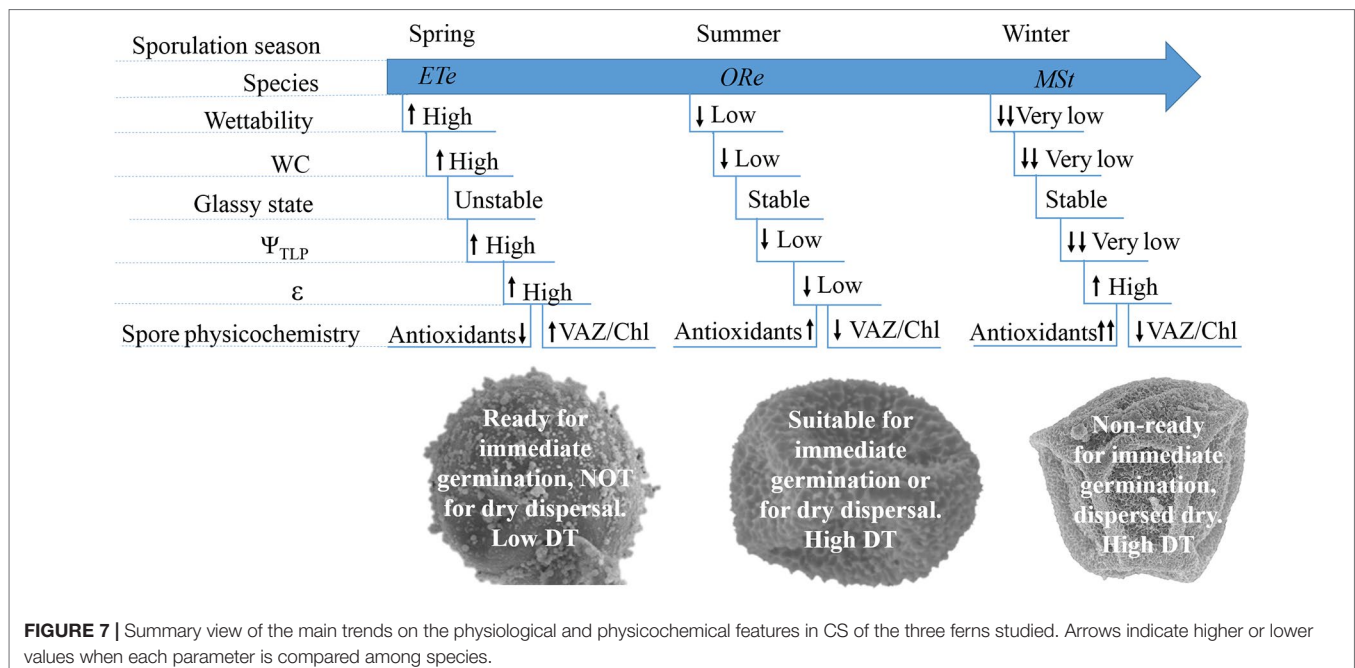 Sporulation season Spring Summer Winter
Species ETe ORe MSt
Wettability ↑ High ↓ Low ↓↓ Very low
WC ↑ High ↓ Low ↓↓ Very low
Glassy state Unstable Stable Stable
Ψ_TLP ↑ High ↓ Low ↓↓ Very low
ε ↑ High ↓ Low ↑ High
Spore physicochemistry Antioxidants↓ ↑VAZ/Chl Antioxidants↑ ↓ VAZ/Chl Antioxidants↑↑ ↓VAZ/Chl
Ready for
immediate
germination, NOT
for dry dispersal.
Low DT
Suitable for
immediate
germination or
for dry dispersal.
High DT
Non-ready
for immediate
germination,
dispersed dry.
High DT
FIGURE 7 | Summary view of the main trends on the physiological and physicochemical features in CS of the three ferns studied. Arrows indicate higher or lower
values when each parameter is compared among species.